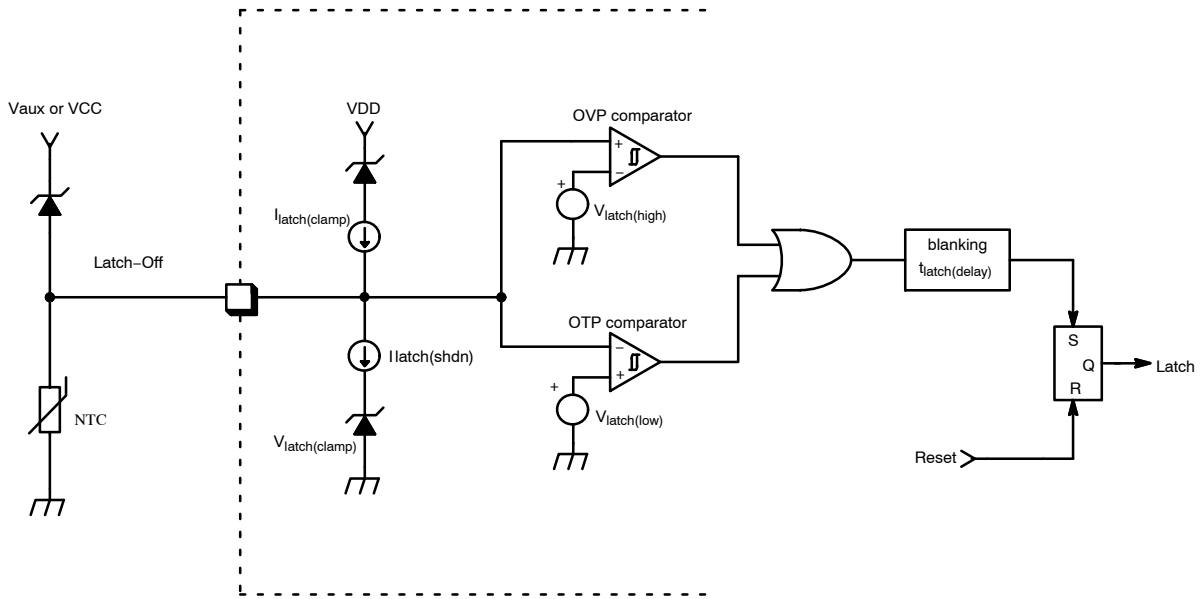 Vaux or VCC
VDD
OVP comparator
+
−
+
Ilatch(clamp)
Vlatch(high)
Latch−Off
blanking
tlatch(delay)
OTP comparator
−
+
+
Ilatch(shdn)
S
Q
R
Latch
NTC
Vlatch(clamp)
Vlatch(low)
Reset